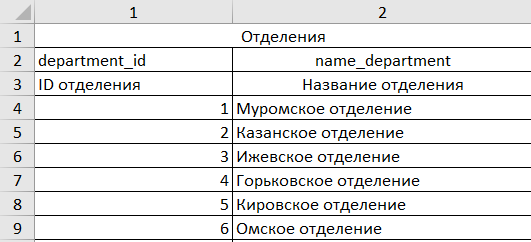 1 2
1 Отделения
2 department_id name_department
3 ID отделения Название отделения
4 1 Муромское отделение
5 2 Казанское отделение
6 3 Ижевское отделение
7 4 Горьковское отделение
8 5 Кировское отделение
9 6 Омское отделение